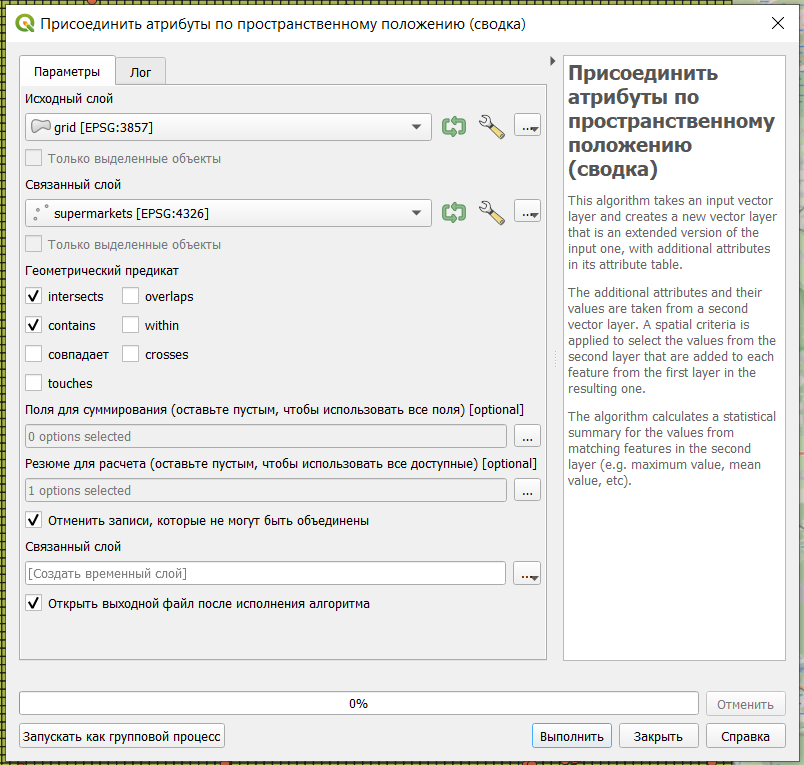 Присоединить атрибуты по пространственному положению (сводка)
Параметры
Лог
Исходный слой
grid [EPSG:3857]
Только выделенные объекты
Связанный слой
supermarkets [EPSG:4326]
Только выделенные объекты
Геометрический предикат
intersects overlaps
contains within
совпадает crosses
touches
Поля для суммирования (оставьте пустым, чтобы использовать все поля) [optional]
0 options selected
...
Резюме для расчета (оставьте пустым, чтобы использовать все доступные) [optional]
1 options selected
...
Отменить записи, которые не могут быть объединены
Связанный слой
[Создать временный слой]
...
Открыть выходной файл после исполнения алгоритма
Присоединить
атрибуты по
пространственному
положению
(сводка)
This algorithm takes an input vector
layer and creates a new vector layer
that is an extended version of the
input one, with additional attributes
in its attribute table.
The additional attributes and their
values are taken from a second
vector layer. A spatial criteria is
applied to select the values from the
second layer that are added to each
feature from the first layer in the
resulting one.
The algorithm calculates a statistical
summary for the values from
matching features in the second
layer (e.g. maximum value, mean
value, etc).
0%
Отменить
Запускать как групповой процесс
Выполнить
Закрыть
Справка